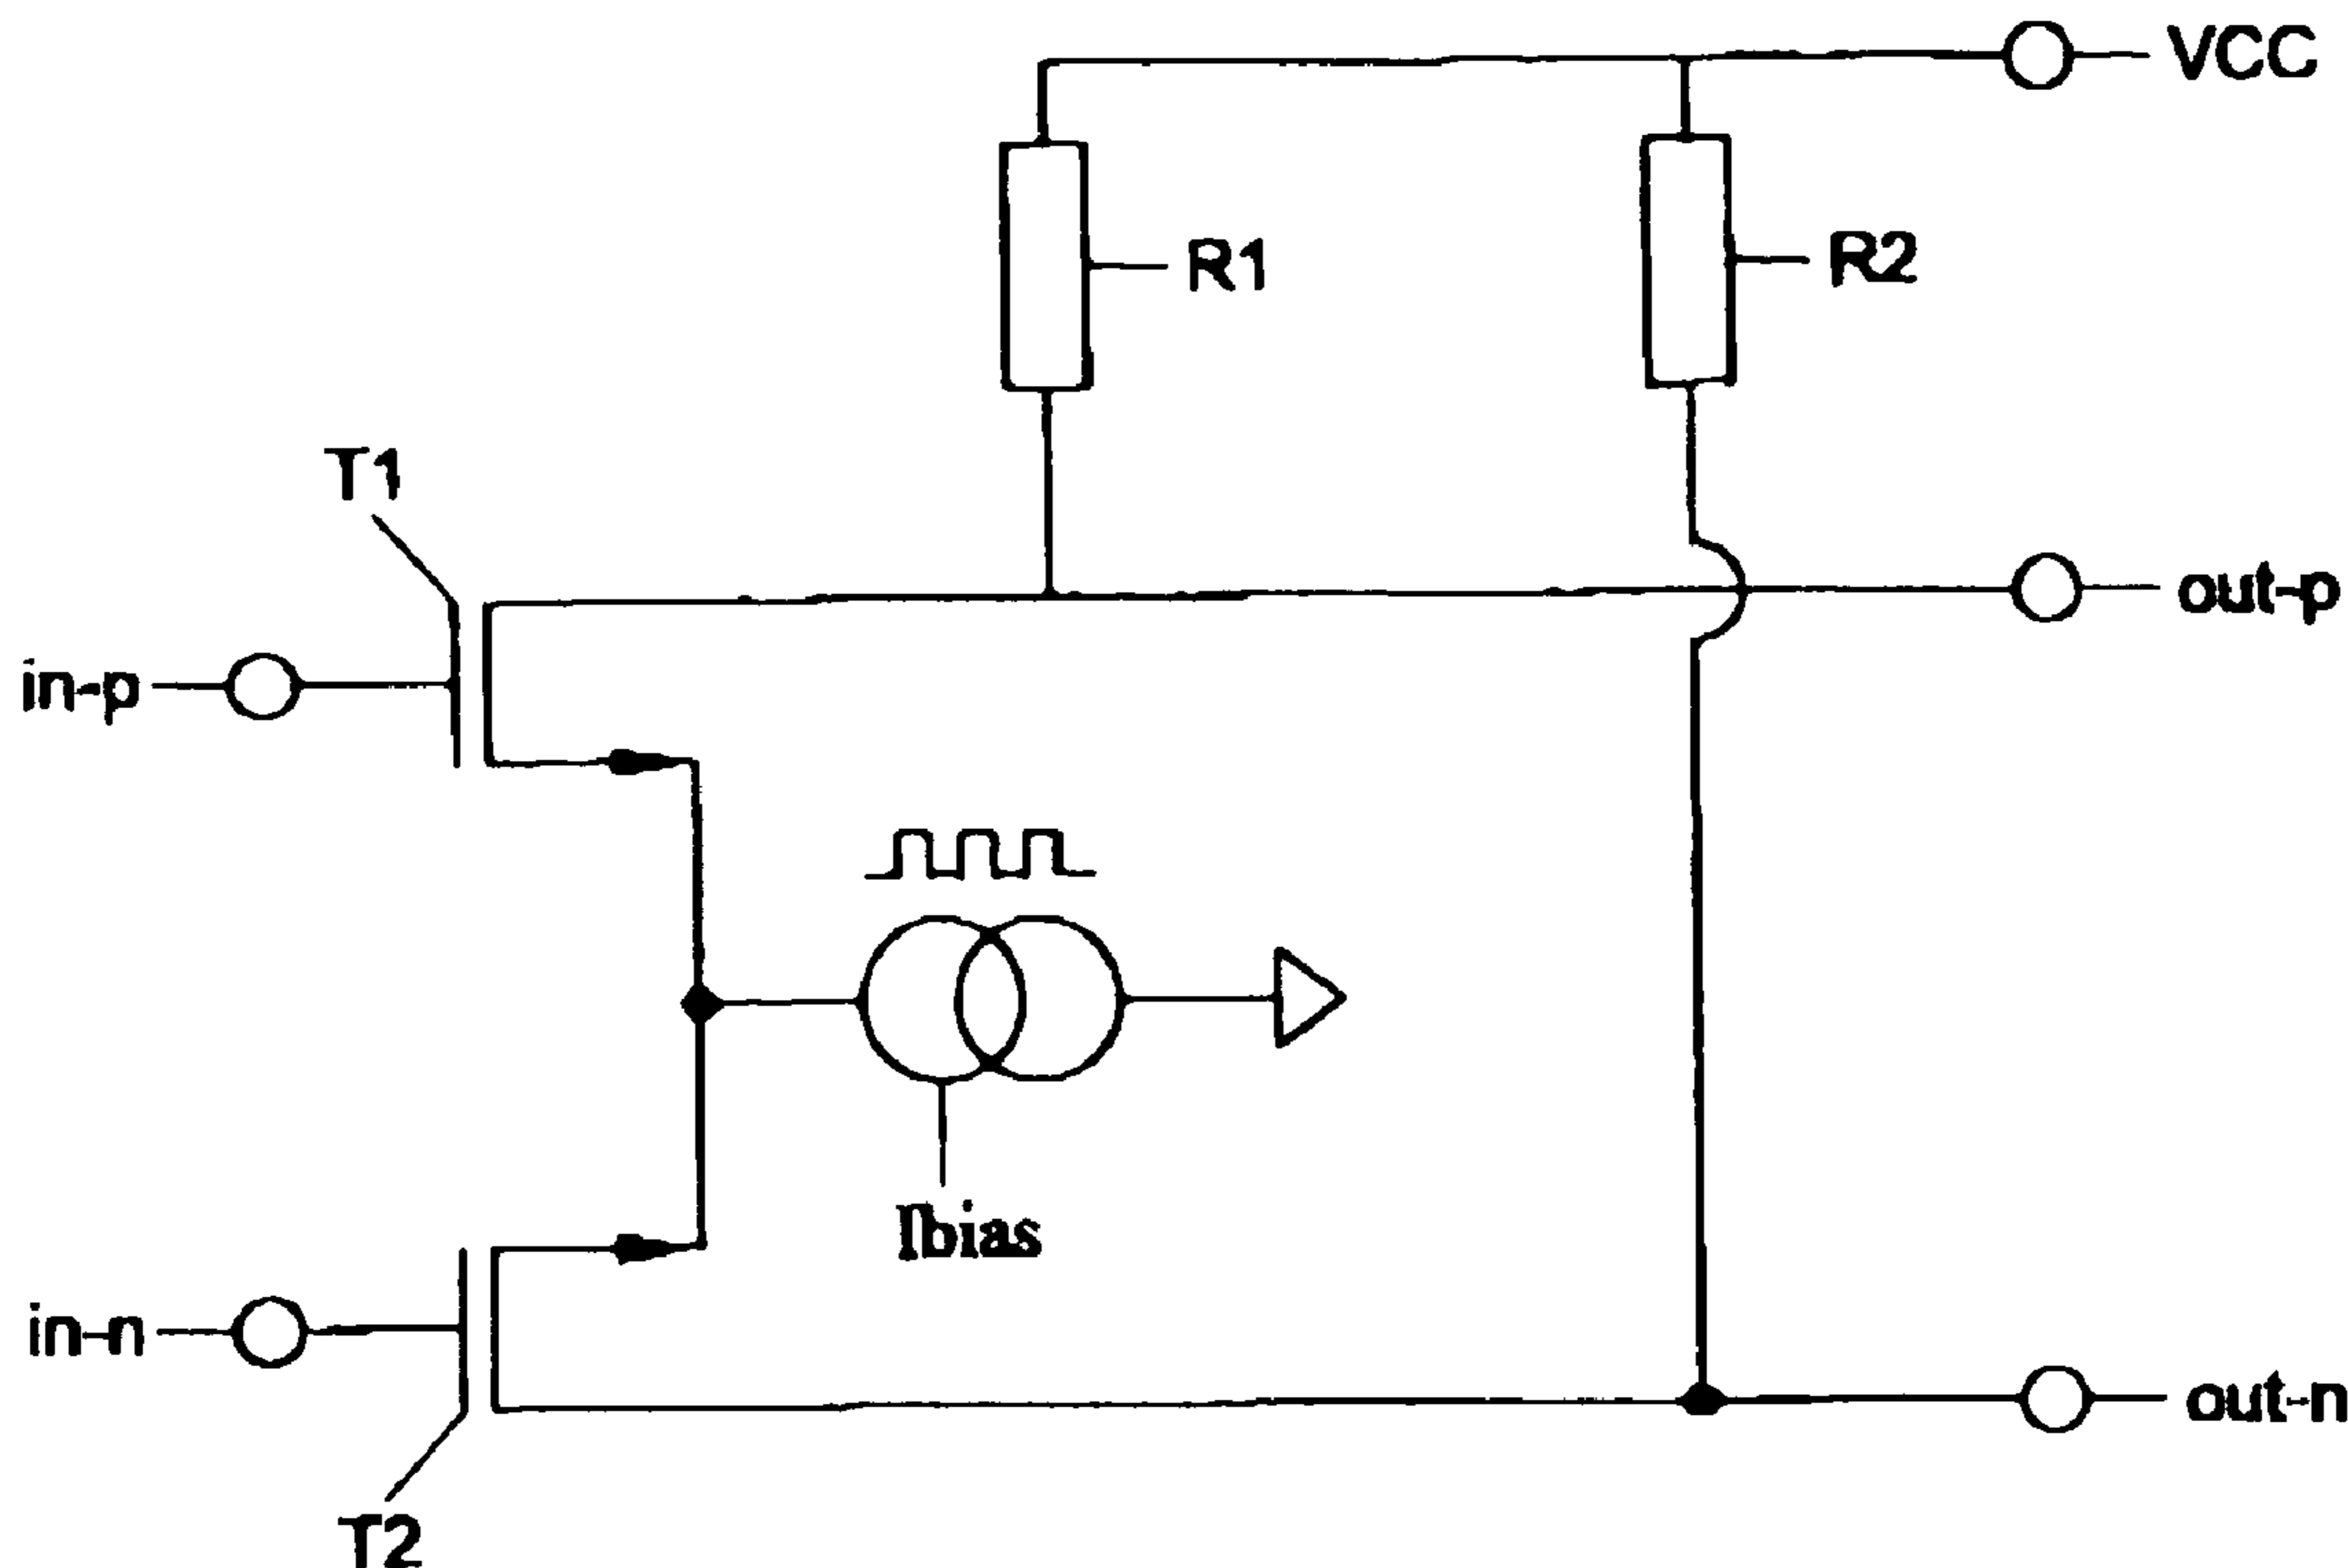 VCC
R1
R2
T1
out-p
in-p
Ibias
in-n
out-n
T2